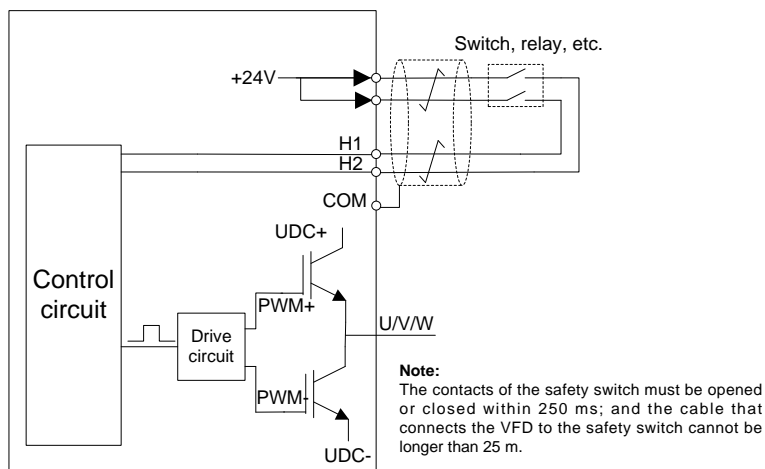 Switch, relay, etc.
+24V
H1
H2
COM
UDC+
Control
circuit
PWM+
U/V/W
Drive
circuit
PWM-
UDC-
Note:
The contacts of the safety switch must be opened
or closed within 250 ms; and the cable that
connects the VFD to the safety switch cannot be
longer than 25 m.